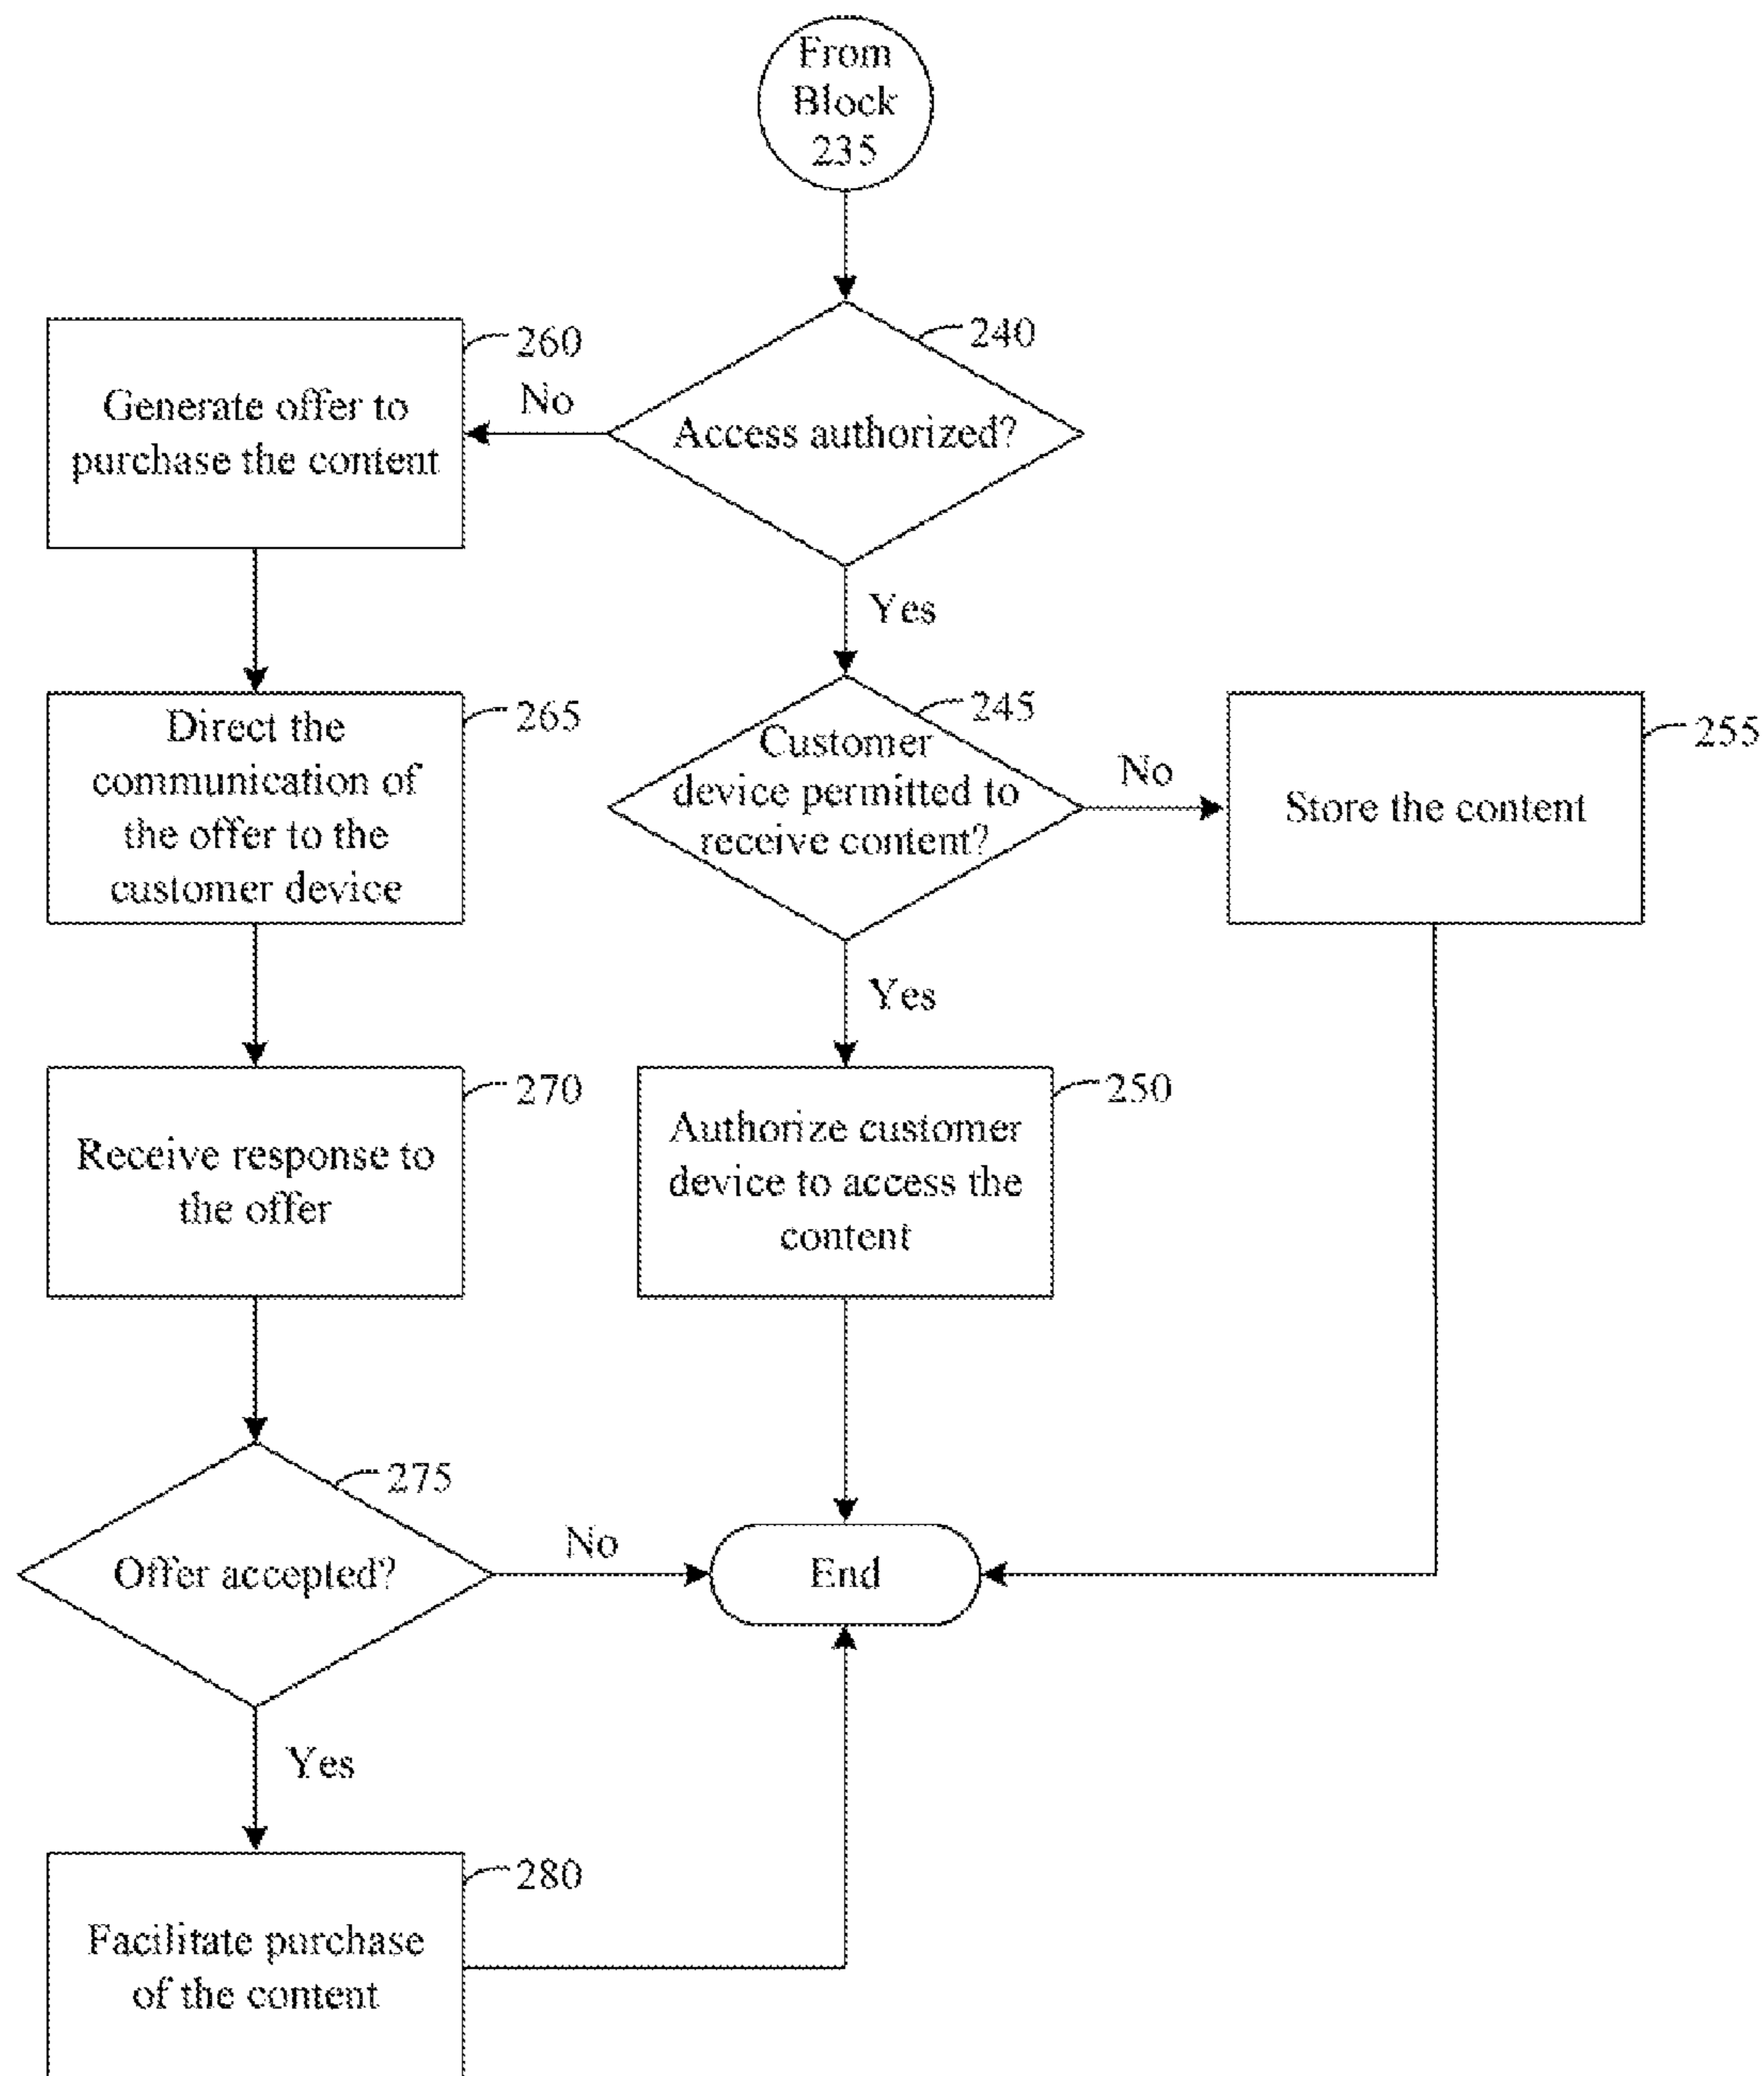 From
Block
235
240
Access authorized?
No
260
Generate offer to
purchase the content
Yes
265
Direct the
communication of
the offer to the
customer device
245
Customer
device permitted to
receive content?
No
255
Store the content
Yes
270
Receive response to
the offer
250
Authorize customer
device to access the
content
275
Offer accepted?
No
End
Yes
280
Facilitate purchase
of the content